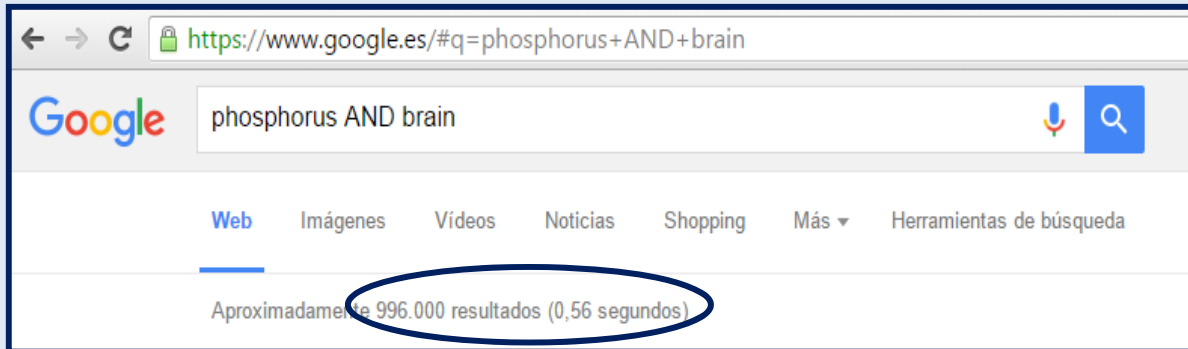 https://www.google.es/#q=phosphorus+AND+brain
Google phosphorus AND brain
Web Imágenes Vídeos Noticias Shopping Más Herramientas de búsqueda
Aproximadamente 996.000 resultados (0,56 segundos)